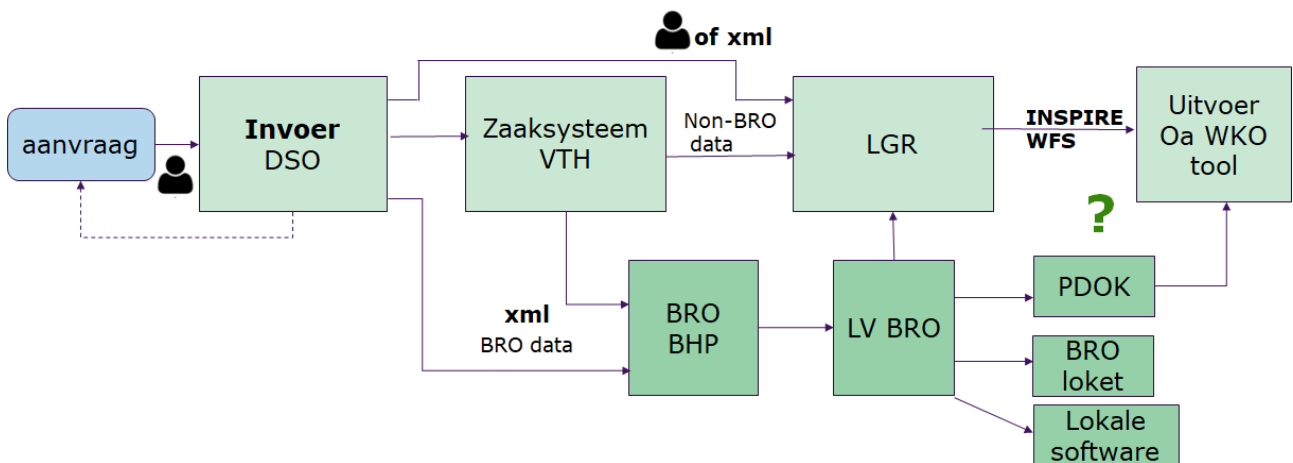 of xml
aanvraag
Invoer
DSO
Zaaksysteem
VTH
Non-BRO
data
LGR
INSPIRE
WFS
Uitvoer
Oa WKO
tool
?
xml
BRO data
BRO
BHP
LV BRO
PDOK
BRO
loket
Lokale
software